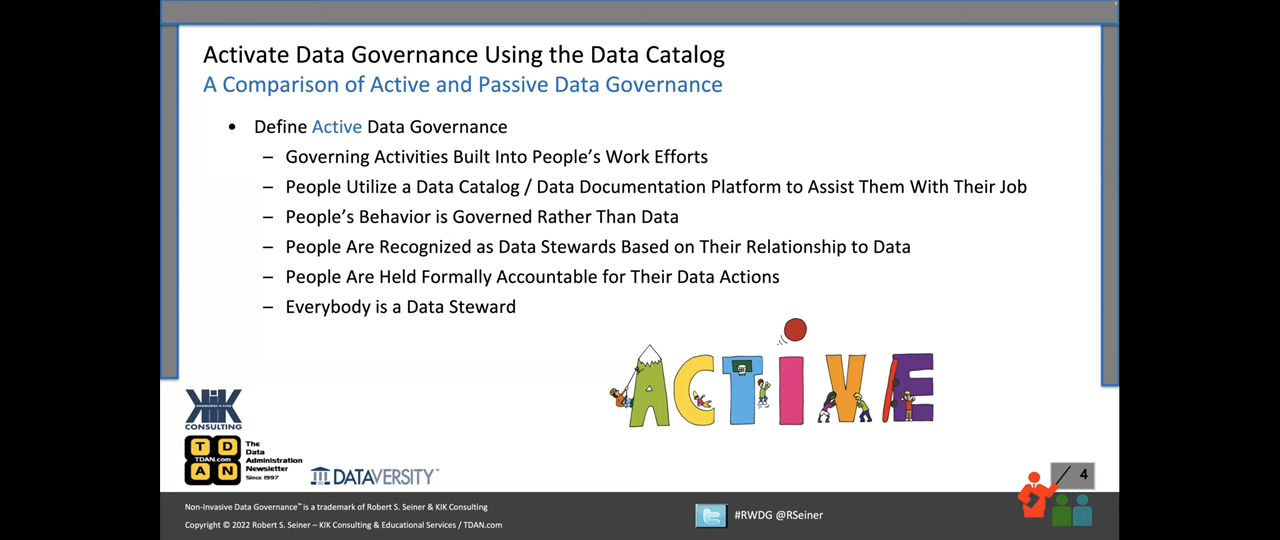 Activate Data Governance Using the Data Catalog
A Comparison of Active and Passive Data Governance
• Define Active Data Governance
– Governing Activities Built Into People's Work Efforts
– People Utilize a Data Catalog / Data Documentation Platform to Assist Them With Their Job
– People's Behavior is Governed Rather Than Data
– People Are Recognized as Data Stewards Based on Their Relationship to Data
– People Are Held Formally Accountable for Their Data Actions
– Everybody is a Data Steward
ACTIVE
KIK
CONSULTING
T D
TDAN.com
A N
The
Data
Administration
Newsletter
Since 1997
DATAVERSITY™
4
Non-Invasive Data Governance™ is a trademark of Robert S. Seiner & KIK Consulting
Copyright © 2022 Robert S. Seiner – KIK Consulting & Educational Services / TDAN.com
#RWDG @RSeiner